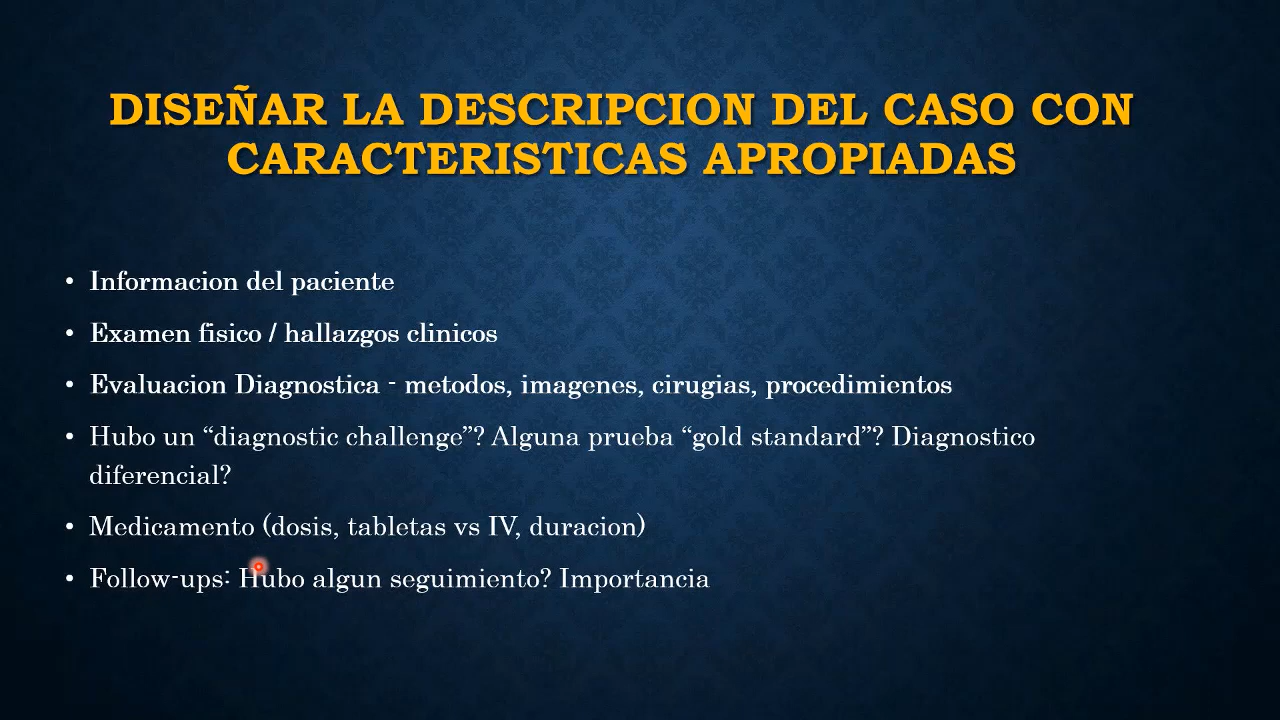 DISEÑAR LA DESCRIPCION DEL CASO CON
CARACTERISTICAS APROPIADAS
• Informacion del paciente
• Examen fisico / hallazgos clinicos
• Evaluacion Diagnostica - metodos, imagenes, cirugias, procedimientos
• Hubo un “diagnostic challenge”? Alguna prueba “gold standard”? Diagnostico
diferencial?
• Medicamento (dosis, tabletas vs IV, duracion)
• Follow-ups: Hubo algun seguimiento? Importancia